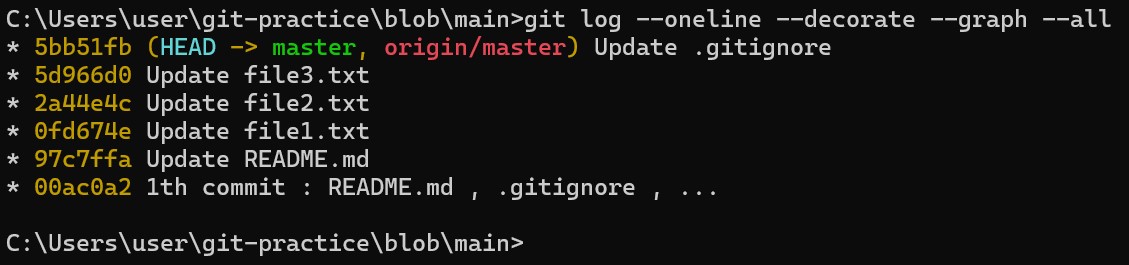 C:\Users\user\git-practice\blob\main>git log --oneline --decorate --graph --all
* 5bb51fb (HEAD -> master, origin/master) Update .gitignore
* 5d966d0 Update file3.txt
* 2a44e4c Update file2.txt
* 0fd674e Update file1.txt
* 97c7ffa Update README.md
* 00ac0a2 1th commit : README.md , .gitignore , ...
C:\Users\user\git-practice\blob\main>